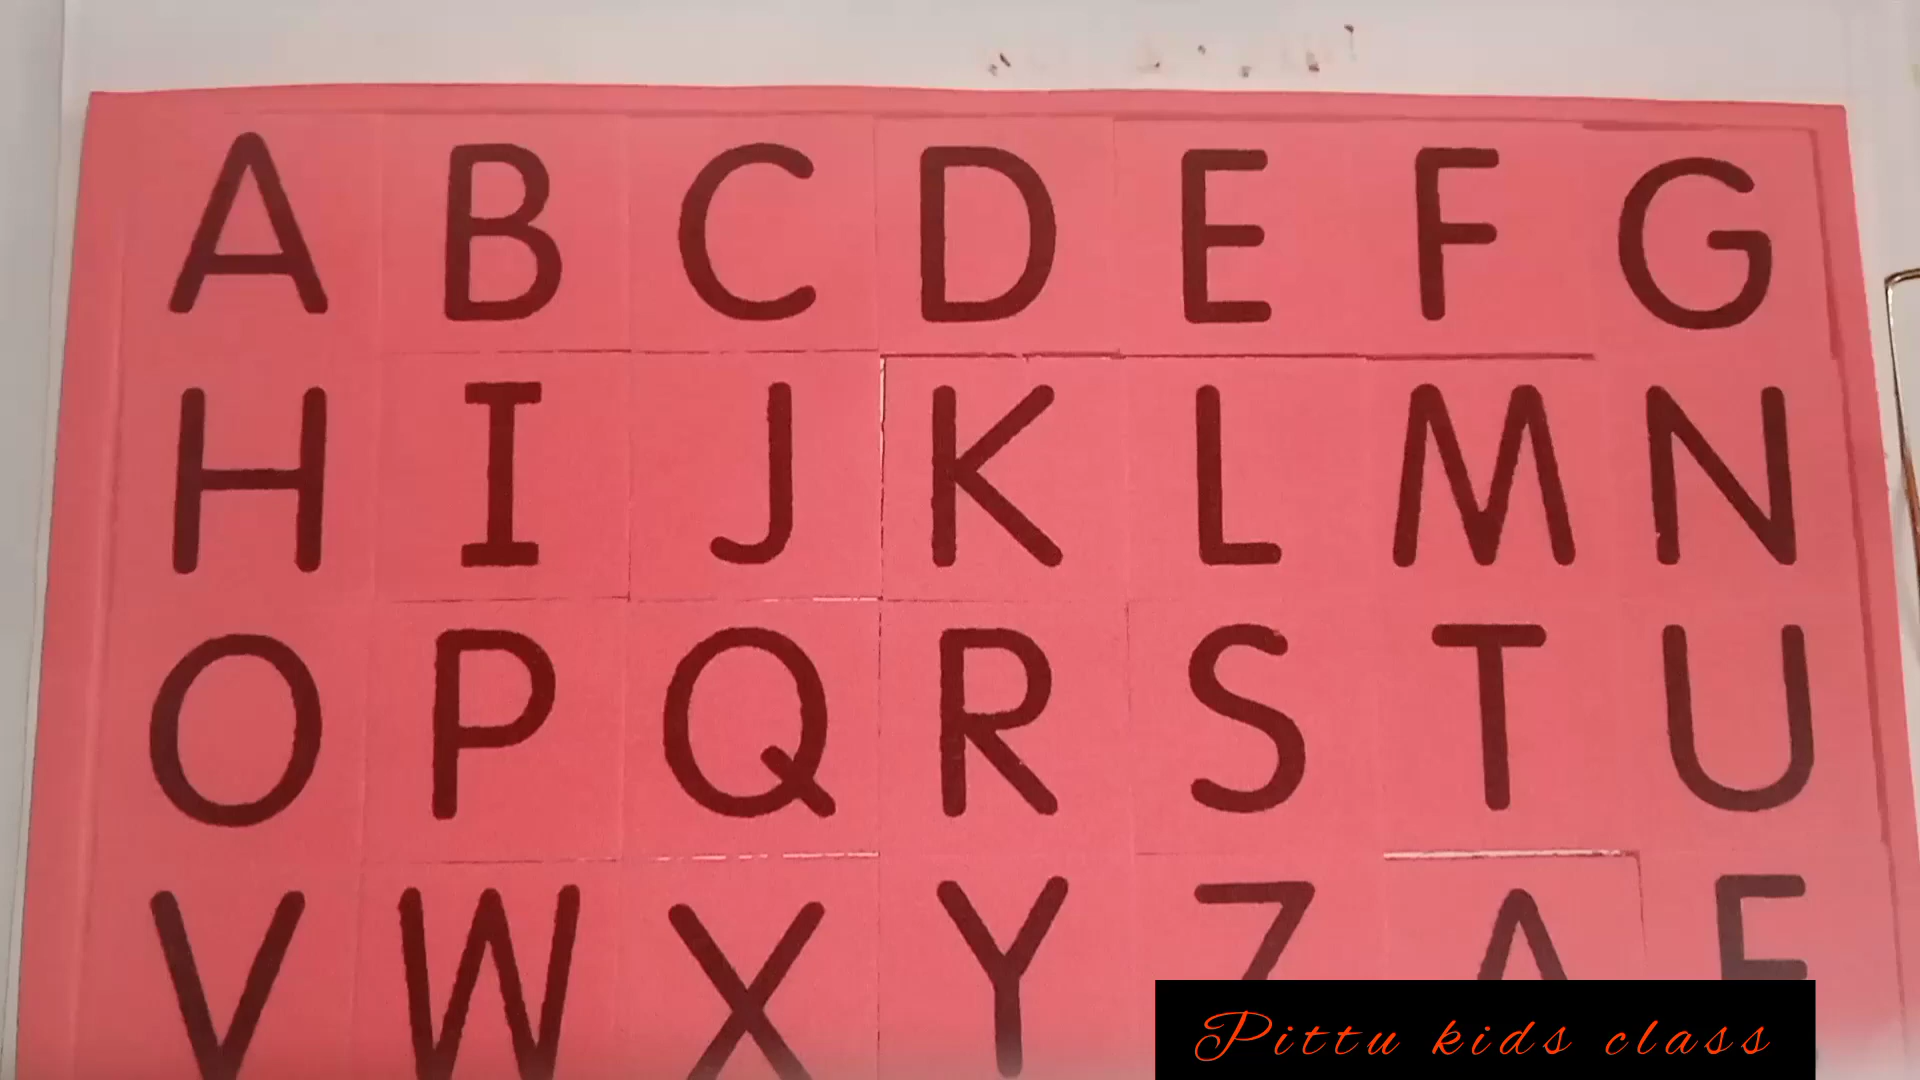 A B C D E F G
H I J K L M N
O P Q R S T U
V W X Y Z A E
Pittu kids class